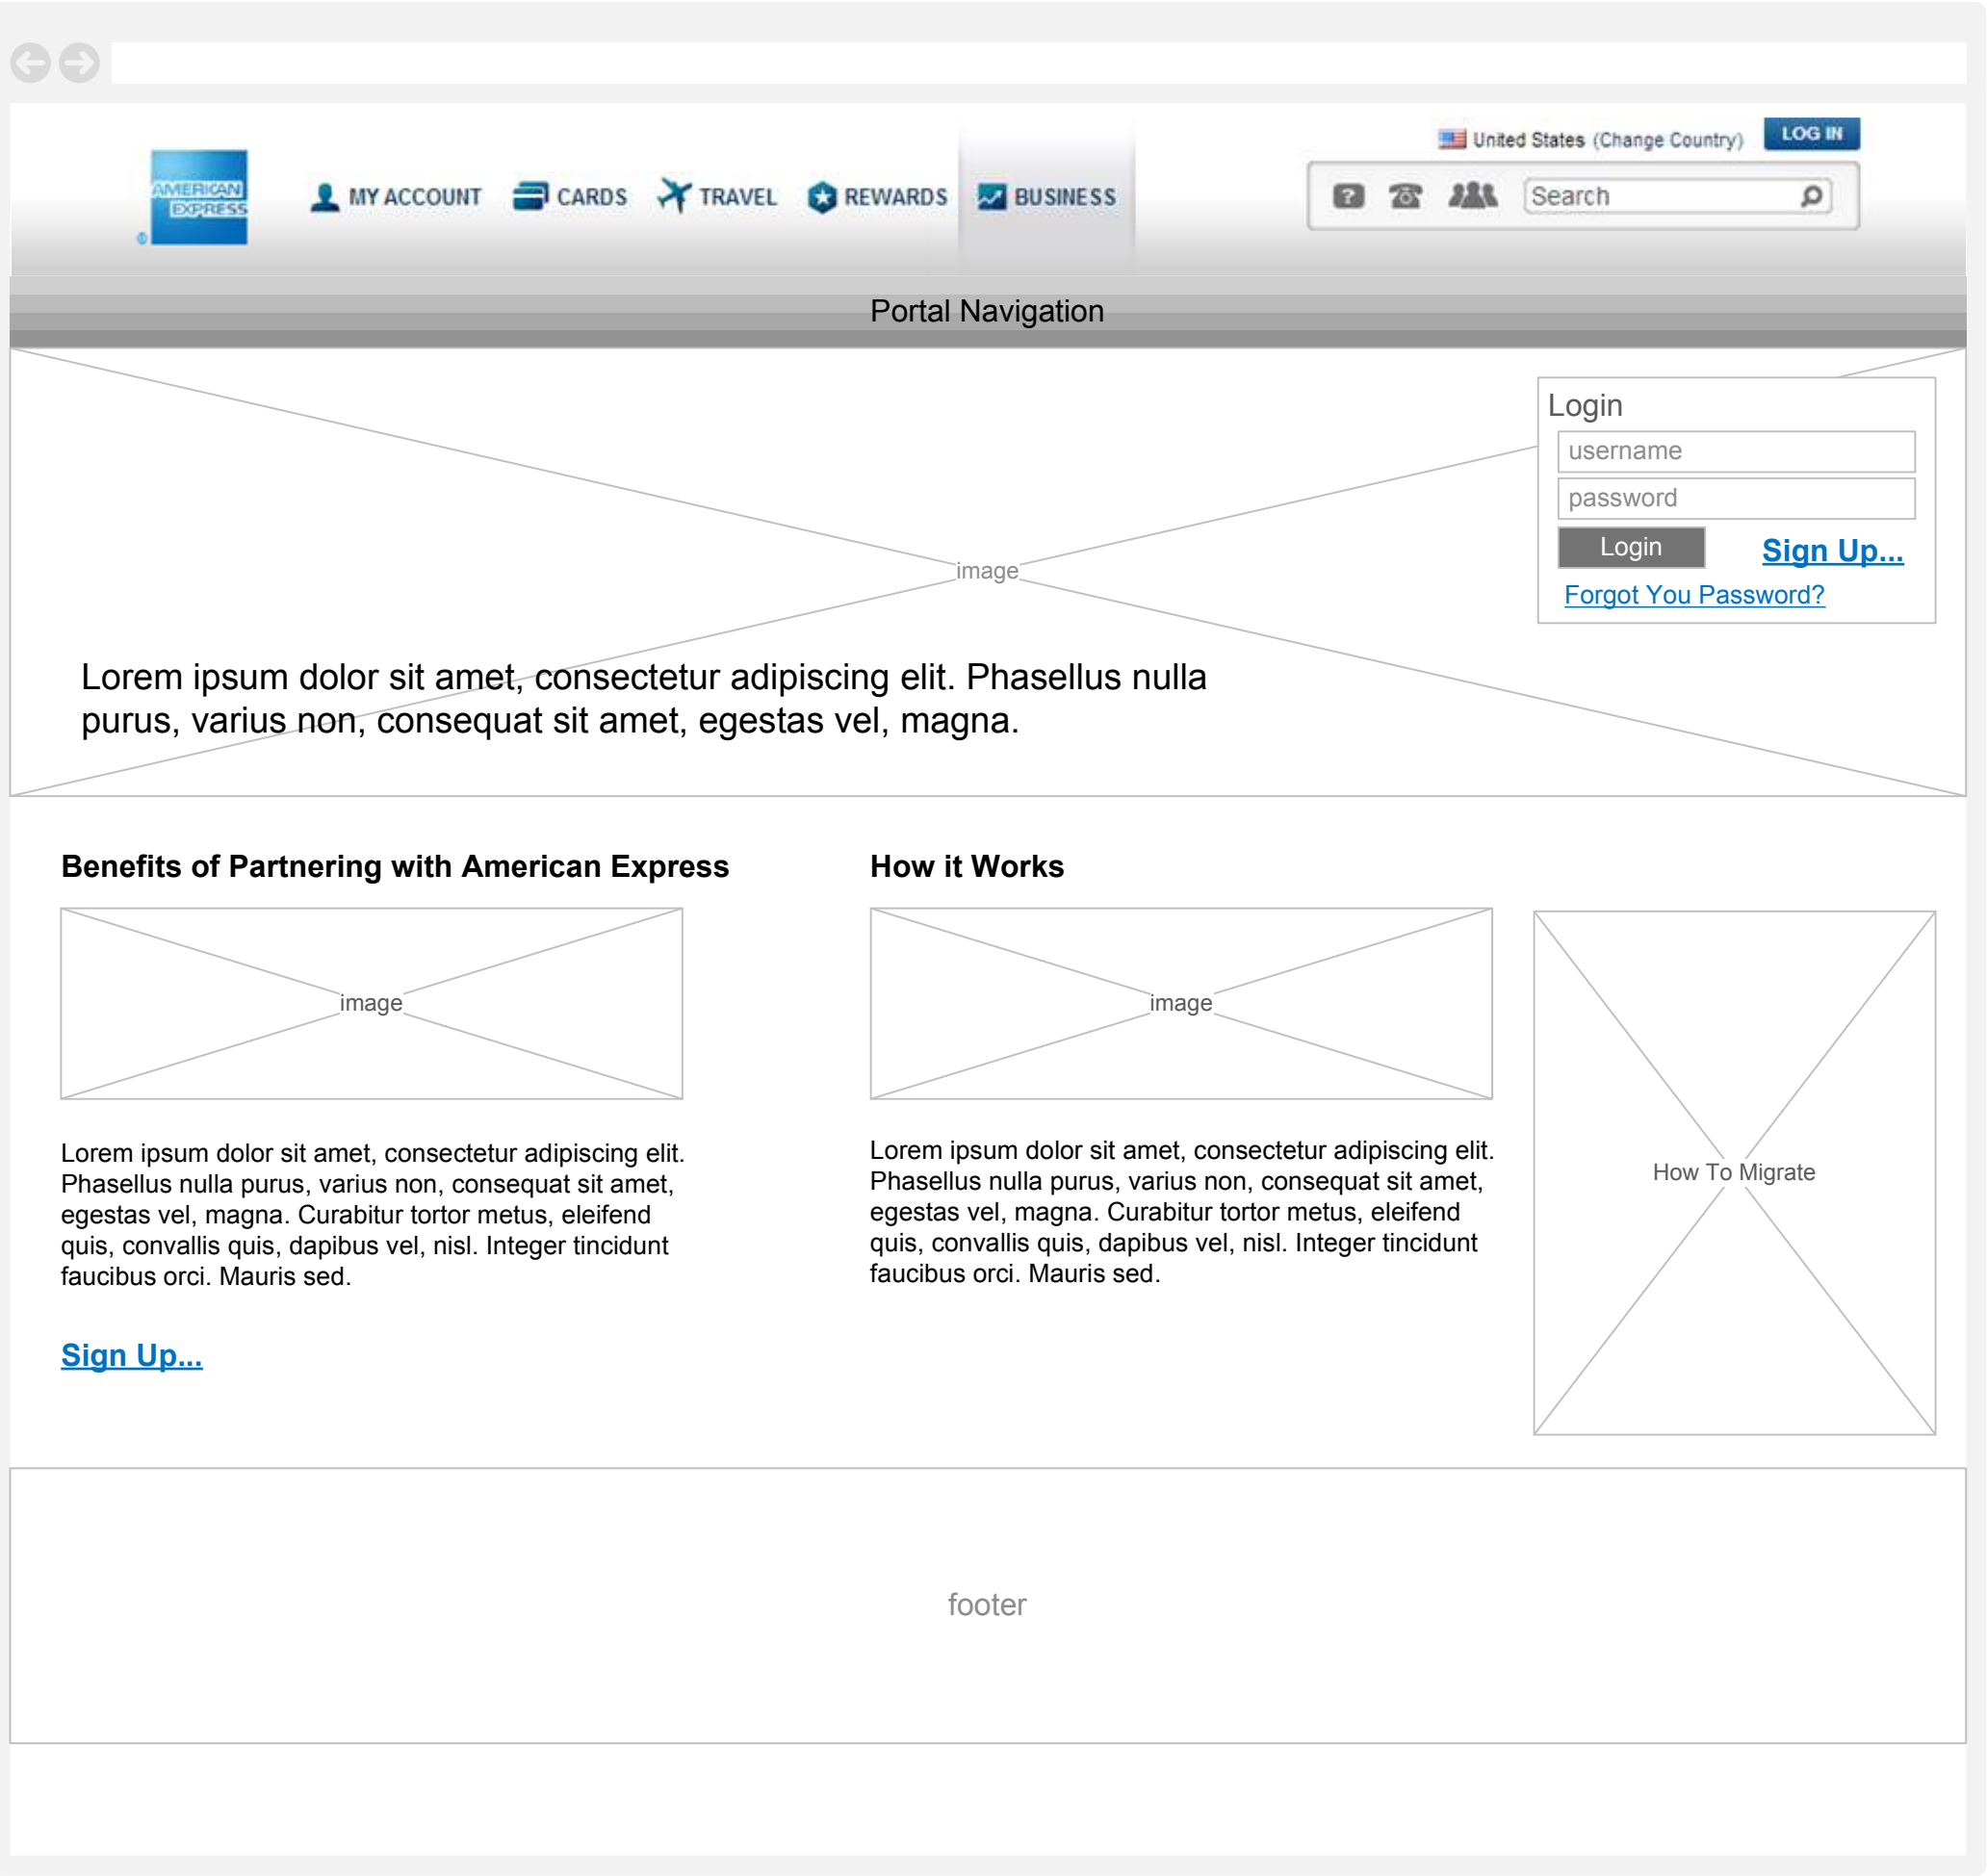 United States (Change Country) LOG IN
AMERICAN
EXPRESS
®
MY ACCOUNT CARDS TRAVEL REWARDS BUSINESS
? Search
Portal Navigation
Login
username
password
Login Sign Up...
Forgot You Password?
image
Lorem ipsum dolor sit amet, consectetur adipiscing elit. Phasellus nulla
purus, varius non, consequat sit amet, egestas vel, magna.
Benefits of Partnering with American Express
image
Lorem ipsum dolor sit amet, consectetur adipiscing elit.
Phasellus nulla purus, varius non, consequat sit amet,
egestas vel, magna. Curabitur tortor metus, eleifend
quis, convallis quis, dapibus vel, nisl. Integer tincidunt
faucibus orci. Mauris sed.
Sign Up...
How it Works
image
Lorem ipsum dolor sit amet, consectetur adipiscing elit.
Phasellus nulla purus, varius non, consequat sit amet,
egestas vel, magna. Curabitur tortor metus, eleifend
quis, convallis quis, dapibus vel, nisl. Integer tincidunt
faucibus orci. Mauris sed.
How To Migrate
footer